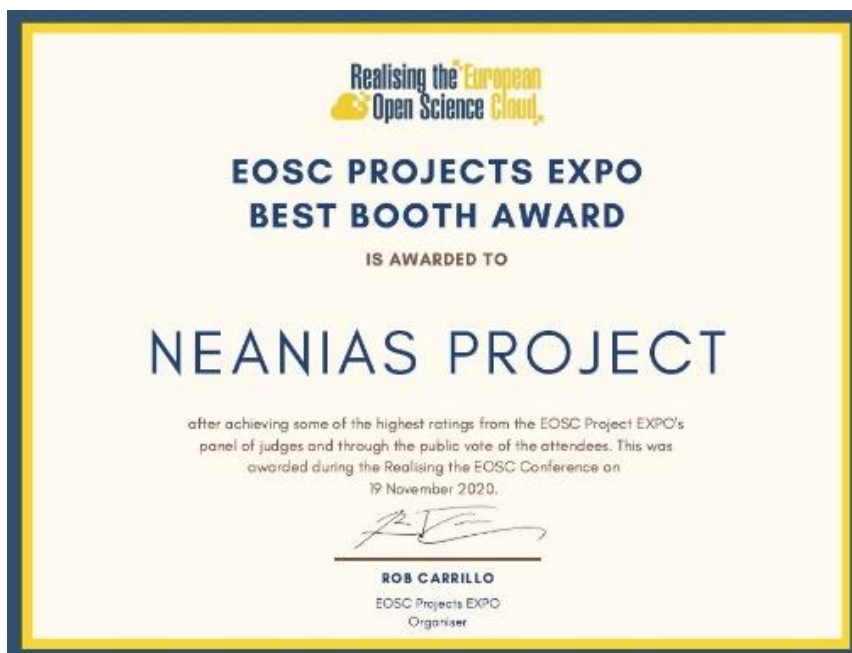 Realising the European
Open Science Cloud
EOSC PROJECTS EXPO
BEST BOOTH AWARD
IS AWARDED TO
NEANIAS PROJECT
after achieving some of the highest ratings from the EOSC Project EXPO's
panel of judges and through the public vote of the attendees. This was
awarded during the Realising the EOSC Conference on
19 November 2020.
ROB CARRILLO
EOSC Projects EXPO
Organiser